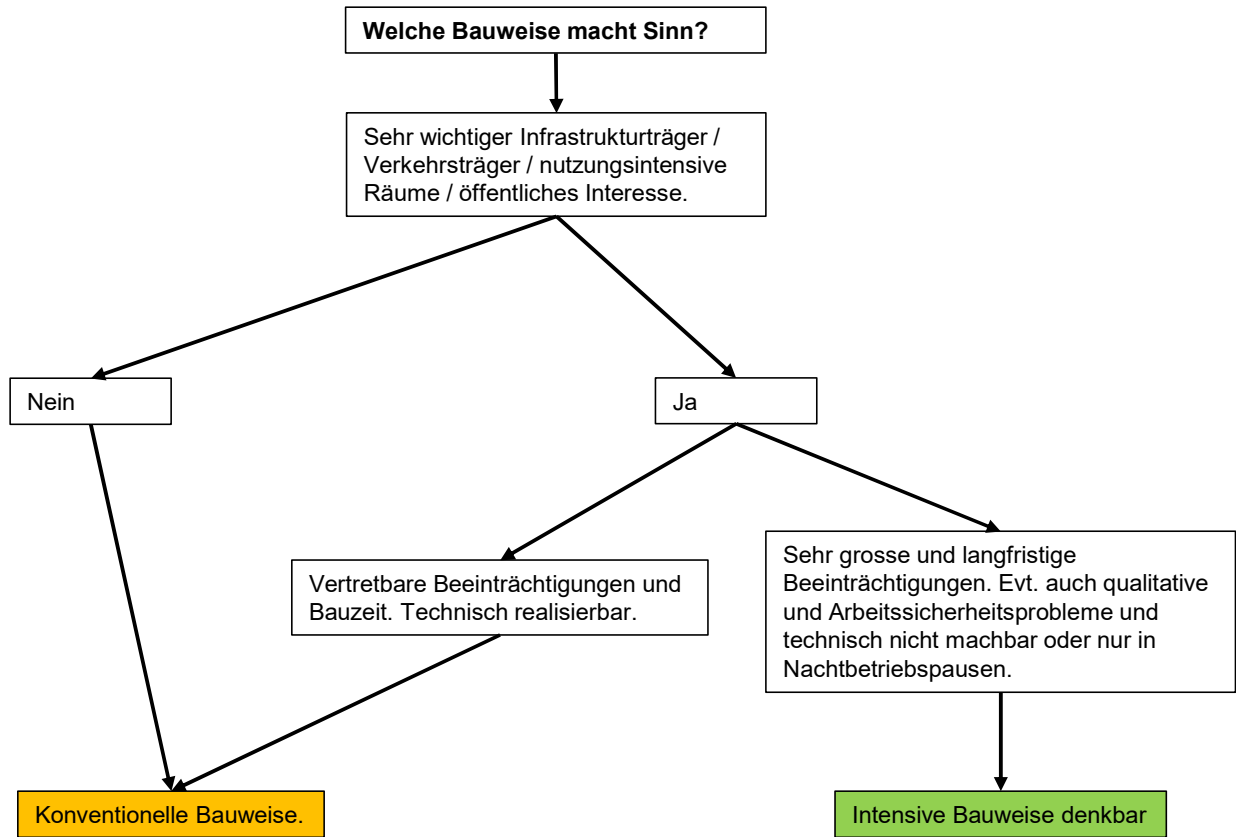 Welche Bauweise macht Sinn?
Sehr wichtiger Infrastrukturträger /
Verkehrsträger / nutzungsintensive
Räume / öffentliches Interesse.
Nein
Ja
Vertretbare Beeinträchtigungen und
Bauzeit. Technisch realisierbar.
Sehr grosse und langfristige
Beeinträchtigungen. Evt. auch qualitative
und Arbeitssicherheitsprobleme und
technisch nicht machbar oder nur in
Nachtbetriebspausen.
Konventionelle Bauweise.
Intensive Bauweise denkbar